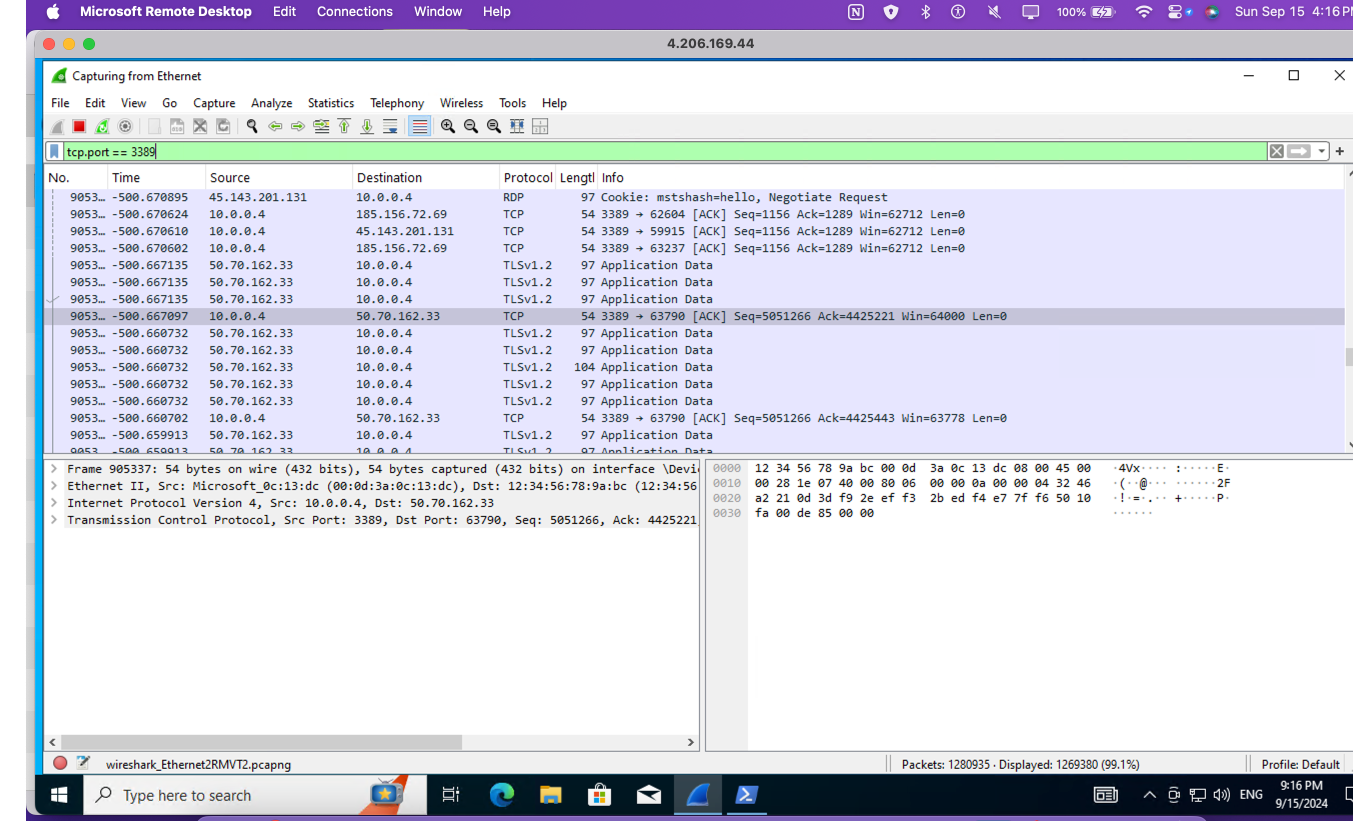 Microsoft Remote Desktop Edit Connections Window Help 100% Sun Sep 15 4:16PM
4.206.169.44
Capturing from Ethernet
File Edit View Go Capture Analyze Statistics Telephony Wireless Tools Help
tcp.port == 3389
No. Time Source Destination Protocol Lengtl Info
9053… -500.670895 45.143.201.131 10.0.0.4 RDP 97 Cookie: mstshash=hello, Negotiate Request
9053… -500.670624 10.0.0.4 185.156.72.69 TCP 54 3389 → 62604 [ACK] Seq=1156 Ack=1289 Win=62712 Len=0
9053… -500.670610 10.0.0.4 45.143.201.131 TCP 54 3389 → 59915 [ACK] Seq=1156 Ack=1289 Win=62712 Len=0
9053… -500.670602 10.0.0.4 185.156.72.69 TCP 54 3389 → 63237 [ACK] Seq=1156 Ack=1289 Win=62712 Len=0
9053… -500.667135 50.70.162.33 10.0.0.4 TLSv1.2 97 Application Data
9053… -500.667135 50.70.162.33 10.0.0.4 TLSv1.2 97 Application Data
9053… -500.667135 50.70.162.33 10.0.0.4 TLSv1.2 97 Application Data
9053… -500.667097 10.0.0.4 50.70.162.33 TCP 54 3389 → 63790 [ACK] Seq=5051266 Ack=4425221 Win=64000 Len=0
9053… -500.660732 50.70.162.33 10.0.0.4 TLSv1.2 97 Application Data
9053… -500.660732 50.70.162.33 10.0.0.4 TLSv1.2 97 Application Data
9053… -500.660732 50.70.162.33 10.0.0.4 TLSv1.2 104 Application Data
9053… -500.660732 50.70.162.33 10.0.0.4 TLSv1.2 97 Application Data
9053… -500.660732 50.70.162.33 10.0.0.4 TLSv1.2 97 Application Data
9053… -500.660702 10.0.0.4 50.70.162.33 TCP 54 3389 → 63790 [ACK] Seq=5051266 Ack=4425443 Win=63778 Len=0
9053… -500.659913 50.70.162.33 10.0.0.4 TLSv1.2 97 Application Data
9053 -500.659913 50.70.162.33 10.0.0.4 TLSv1.2 97 Application Data
Frame 905337: 54 bytes on wire (432 bits), 54 bytes captured (432 bits) on interface \Devi
Ethernet II, Src: Microsoft_0c:13:dc (00:0d:3a:0c:13:dc), Dst: 12:34:56:78:9a:bc (12:34:56
Internet Protocol Version 4, Src: 10.0.0.4, Dst: 50.70.162.33
Transmission Control Protocol, Src Port: 3389, Dst Port: 63790, Seq: 5051266, Ack: 4425221
0000 12 34 56 78 9a bc 00 0d 3a 0c 13 dc 08 00 45 00 ·4Vx···· :·····E·
0010 00 28 1e 07 40 00 80 06 00 00 0a 00 00 04 32 46 ·(··@··· ······2F
0020 a2 21 0d 3d f9 2e ef f3 2b ed f4 e7 7f f6 50 10 ·!·=·.·· +·····P·
0030 fa 00 de 85 00 00 ······
wireshark_Ethernet2RMVT2.pcapng Packets: 1280935 · Displayed: 1269380 (99.1%) Profile: Default
Type here to search ENG 9:16 PM
9/15/2024